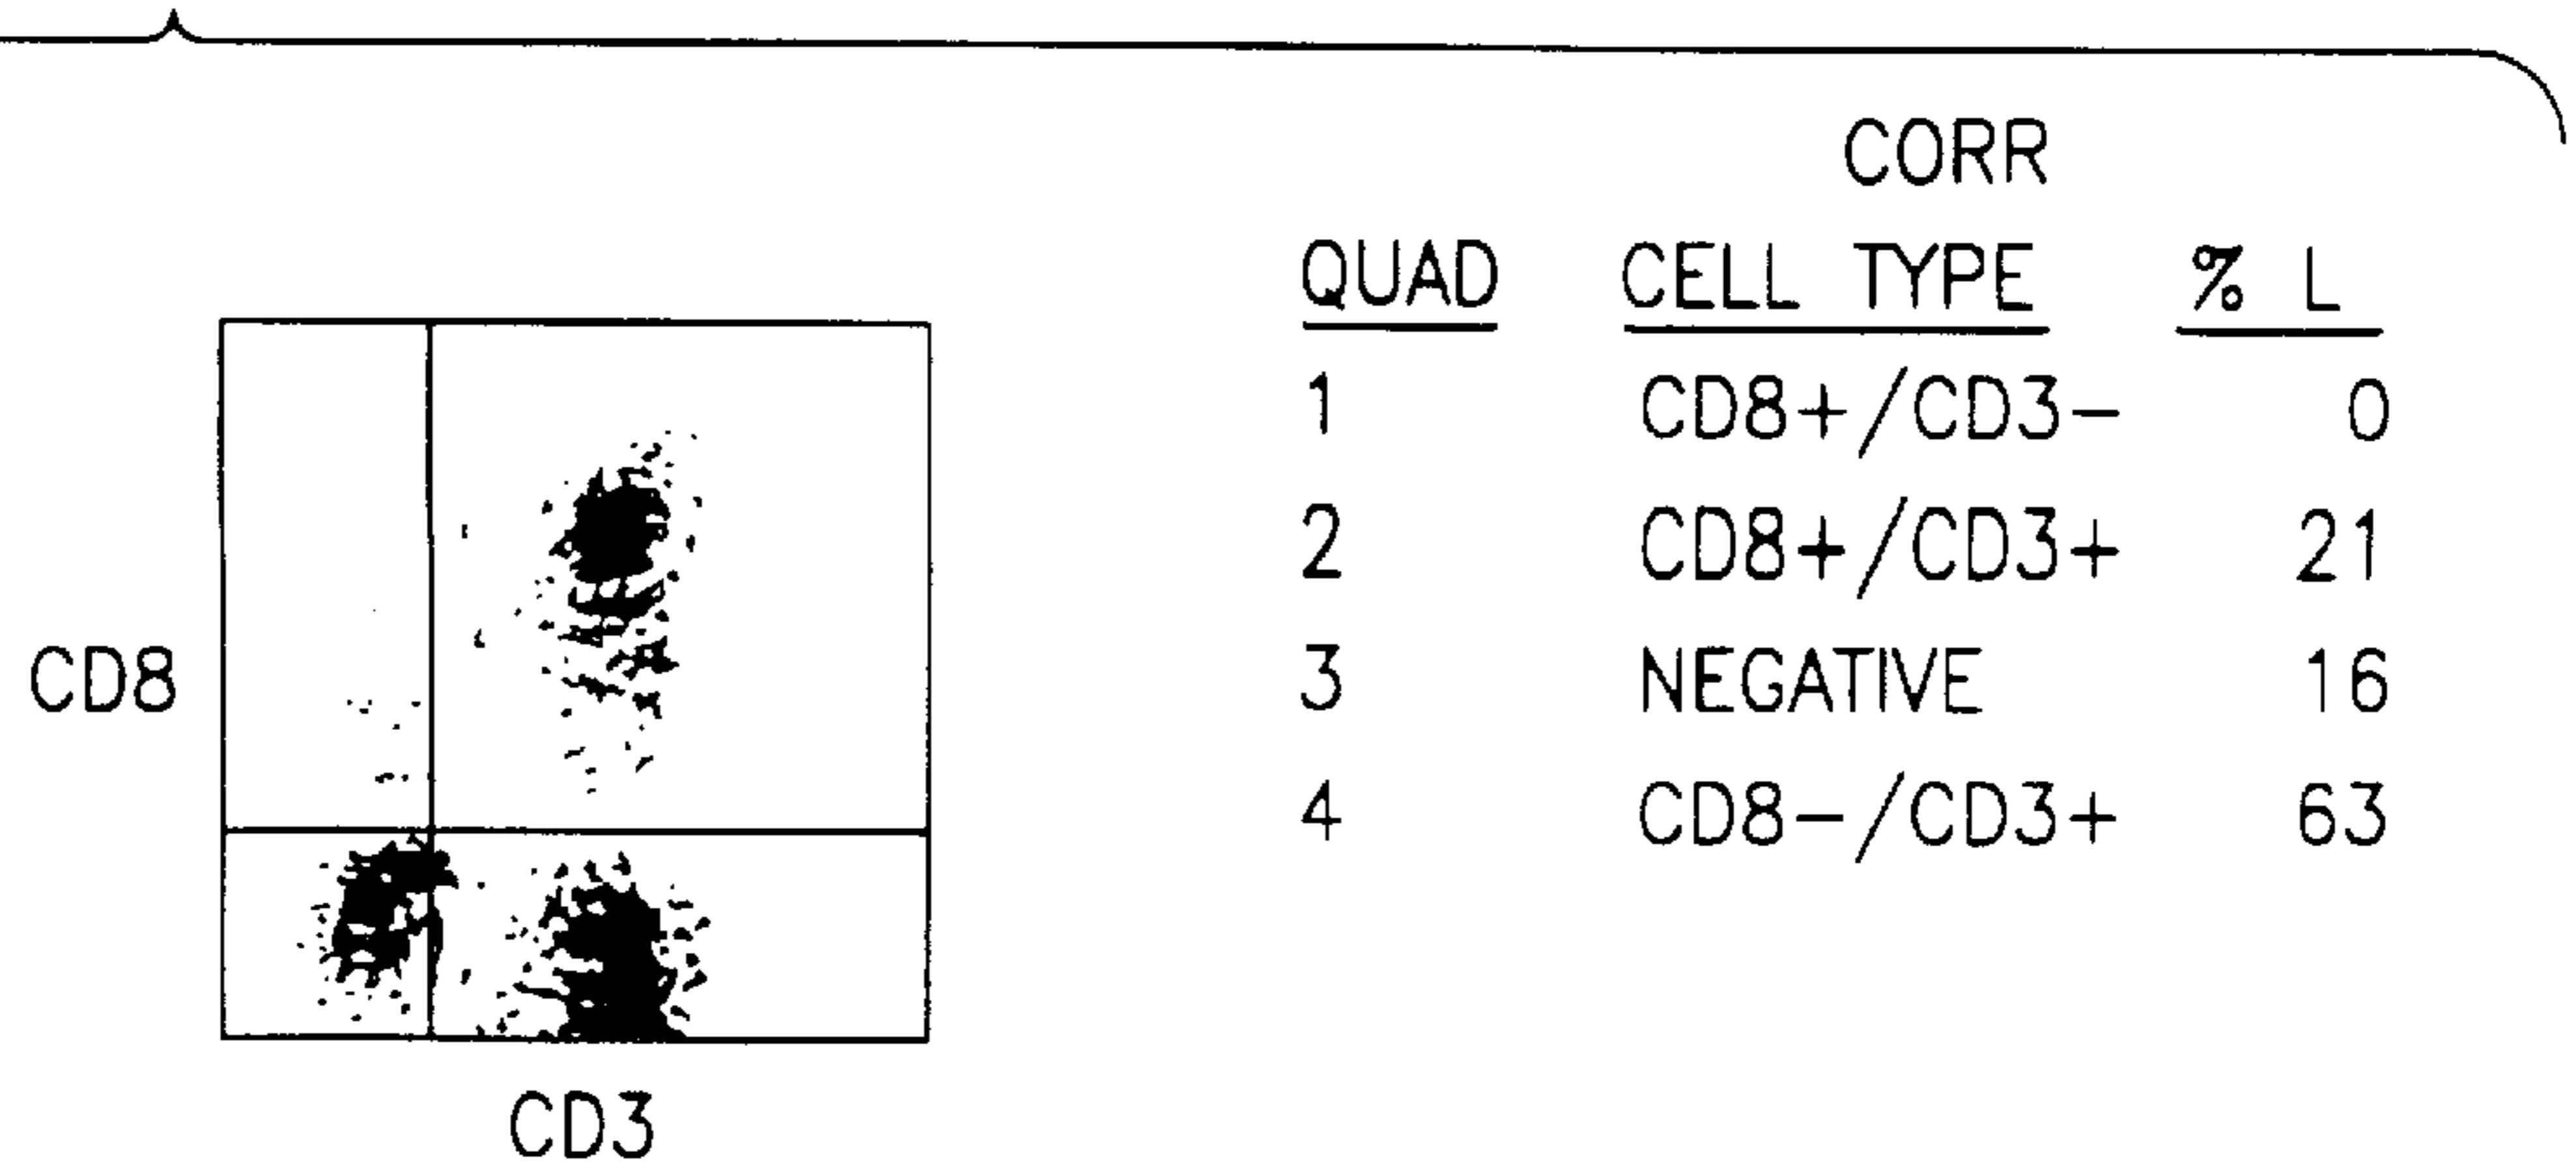 CORR
QUAD CELL TYPE % L
1 CD8+/CD3- 0
2 CD8+/CD3+ 21
3 NEGATIVE 16
4 CD8-/CD3+ 63
CD8
CD3